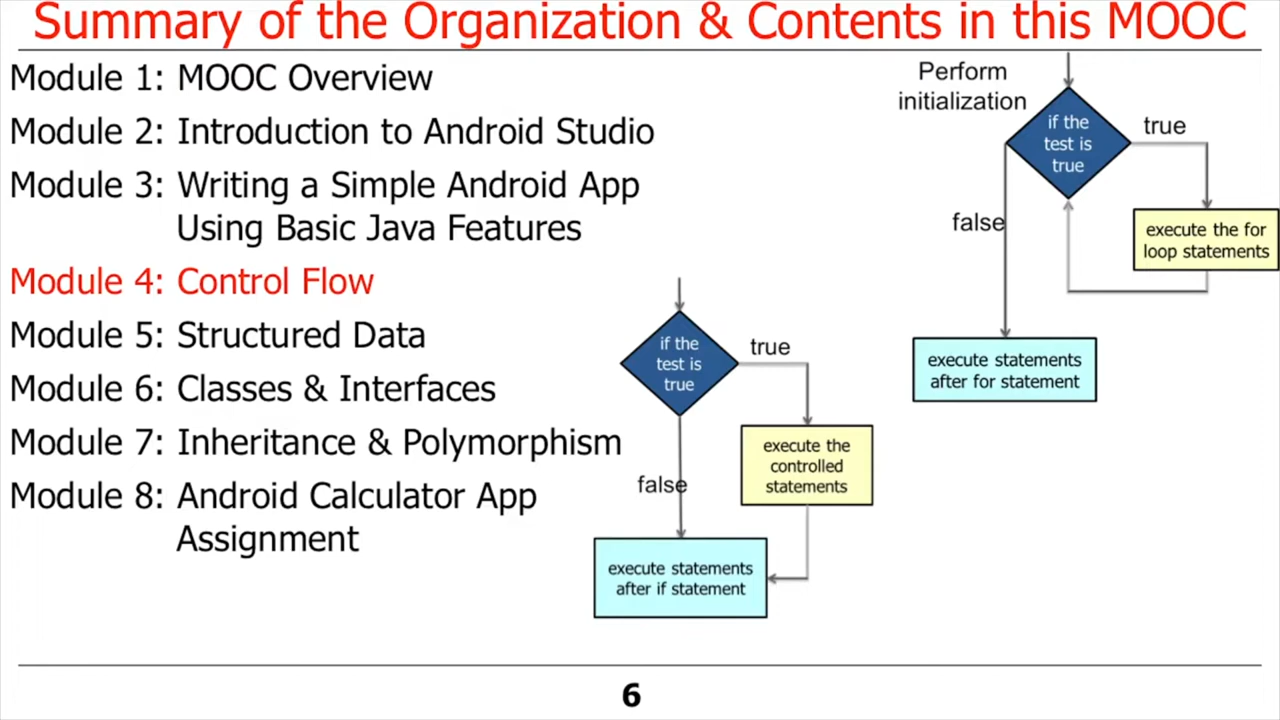 Summary of the Organization & Contents in this MOOC
Module 1: MOOC Overview
Module 2: Introduction to Android Studio
Module 3: Writing a Simple Android App
Using Basic Java Features
Module 4: Control Flow
Module 5: Structured Data
Module 6: Classes & Interfaces
Module 7: Inheritance & Polymorphism
Module 8: Android Calculator App
Assignment
Perform
initialization
if the
test is
true
true
false
execute the for
loop statements
execute statements
after for statement
if the
test is
true
true
false
execute the
controlled
statements
execute statements
after if statement
6